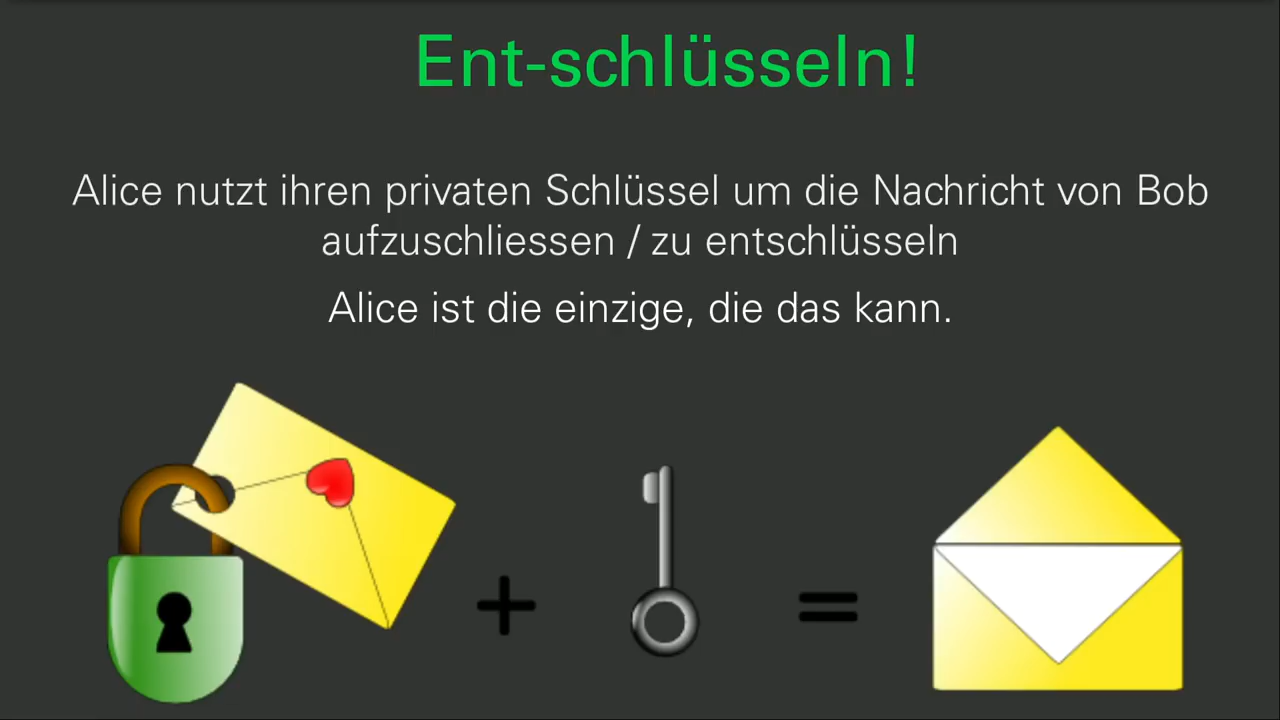 Ent-schlüsseln!
Alice nutzt ihren privaten Schlüssel um die Nachricht von Bob
aufzuschliessen / zu entschlüsseln
Alice ist die einzige, die das kann.
+
=